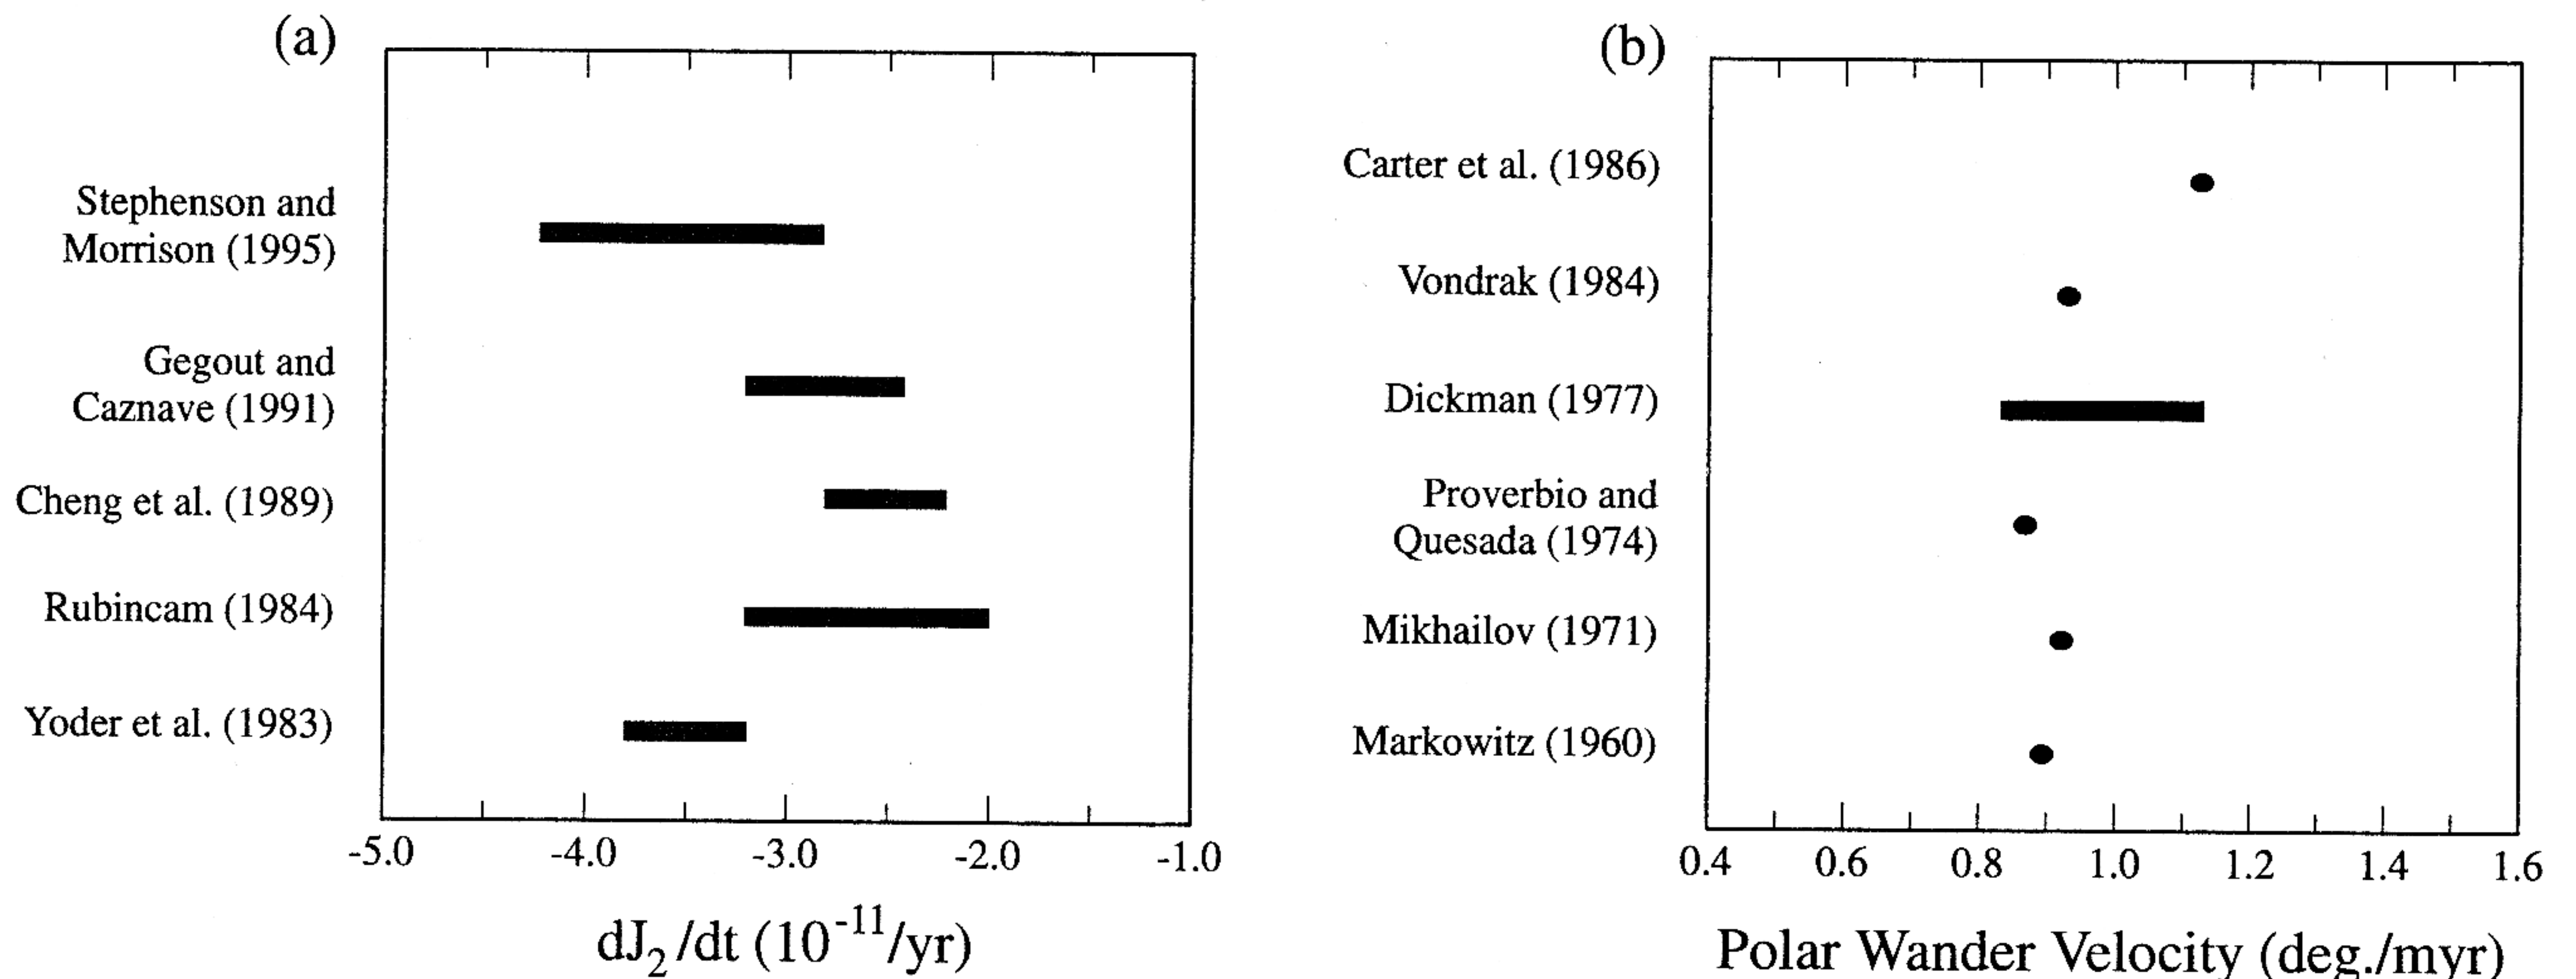 (a)
Stephenson and
Morrison (1995)
Gegout and
Caznave (1991)
Cheng et al. (1989)
Rubincam (1984)
Yoder et al. (1983)
-5.0 -4.0 -3.0 -2.0 -1.0
dJ₂/dt (10⁻¹¹/yr)
(b)
Carter et al. (1986)
Vondrak (1984)
Dickman (1977)
Proverbio and
Quesada (1974)
Mikhailov (1971)
Markowitz (1960)
0.4 0.6 0.8 1.0 1.2 1.4 1.6
Polar Wander Velocity (deg./myr)